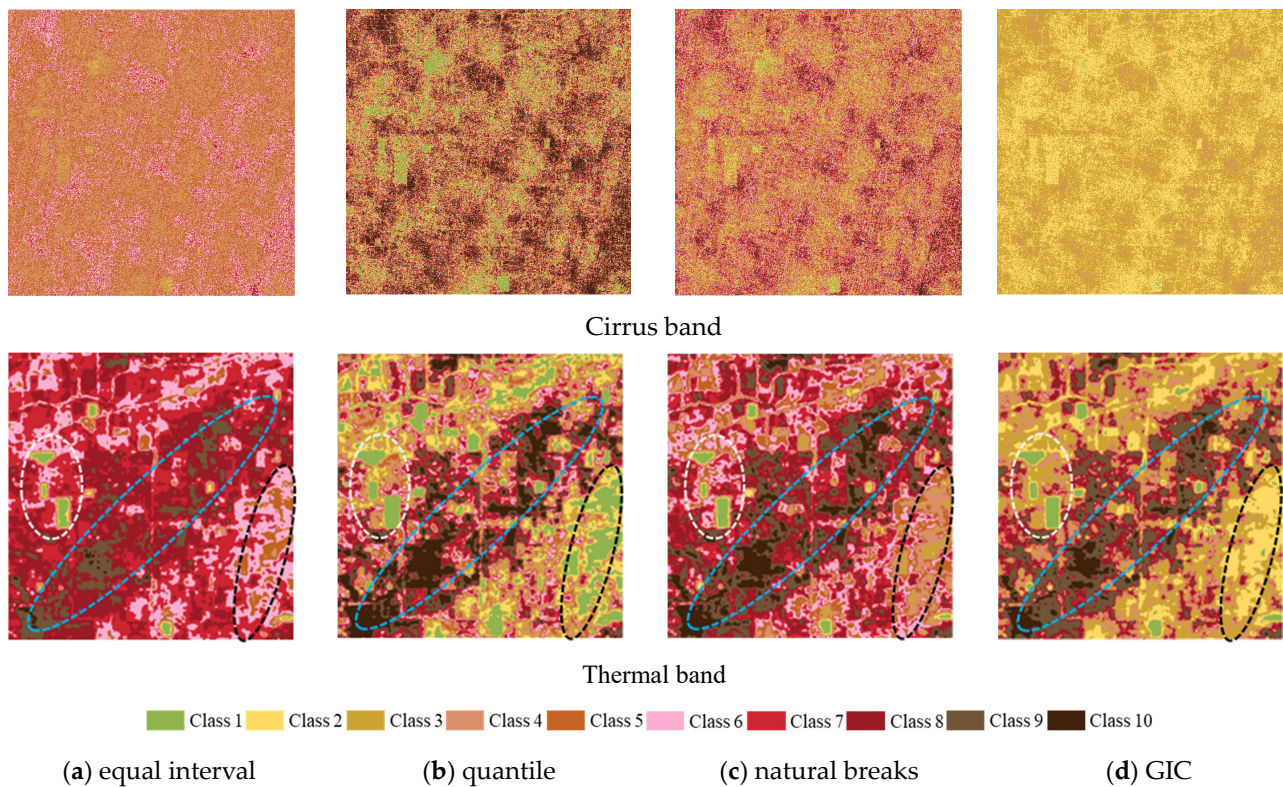 Cirrus band
Thermal band
Class 1 Class 2 Class 3 Class 4 Class 5 Class 6 Class 7 Class 8 Class 9 Class 10
(a) equal interval (b) quantile (c) natural breaks (d) GIC